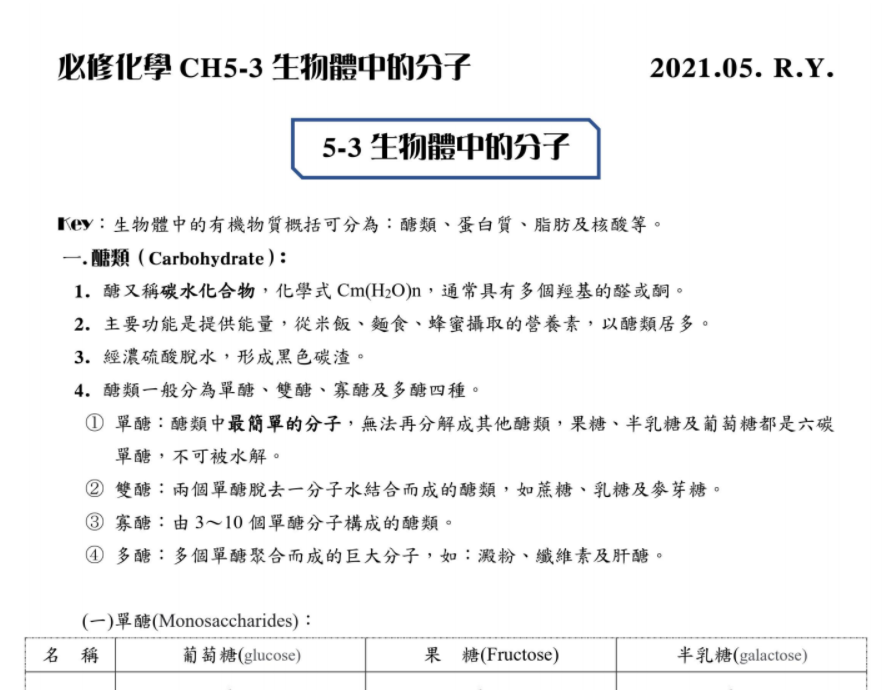 必修化學 CH5-3 生物體中的分子 2021.05. R.Y.
5-3 生物體中的分子
Key：生物體中的有機物質概括可分為：醣類、蛋白質、脂肪及核酸等。
一.醣類（Carbohydrate）：
1. 醣又稱碳水化合物，化學式 Cm(H₂O)n，通常具有多個羥基的醛或酮。
2. 主要功能是提供能量，從米飯、麵食、蜂蜜攝取的營養素，以醣類居多。
3. 經濃硫酸脫水，形成黑色碳渣。
4. 醣類一般分為單醣、雙醣、寡醣及多醣四種。
① 單醣：醣類中最簡單的分子，無法再分解成其他醣類，果糖、半乳糖及葡萄糖都是六碳
單醣，不可被水解。
② 雙醣：兩個單醣脫去一分子水結合而成的醣類，如蔗糖、乳糖及麥芽糖。
③ 寡醣：由 3～10 個單醣分子構成的醣類。
④ 多醣：多個單醣聚合而成的巨大分子，如：澱粉、纖維素及肝醣。
(一)單醣(Monosaccharides)：
名 稱 葡萄糖(glucose) 果 糖(Fructose) 半乳糖(galactose)